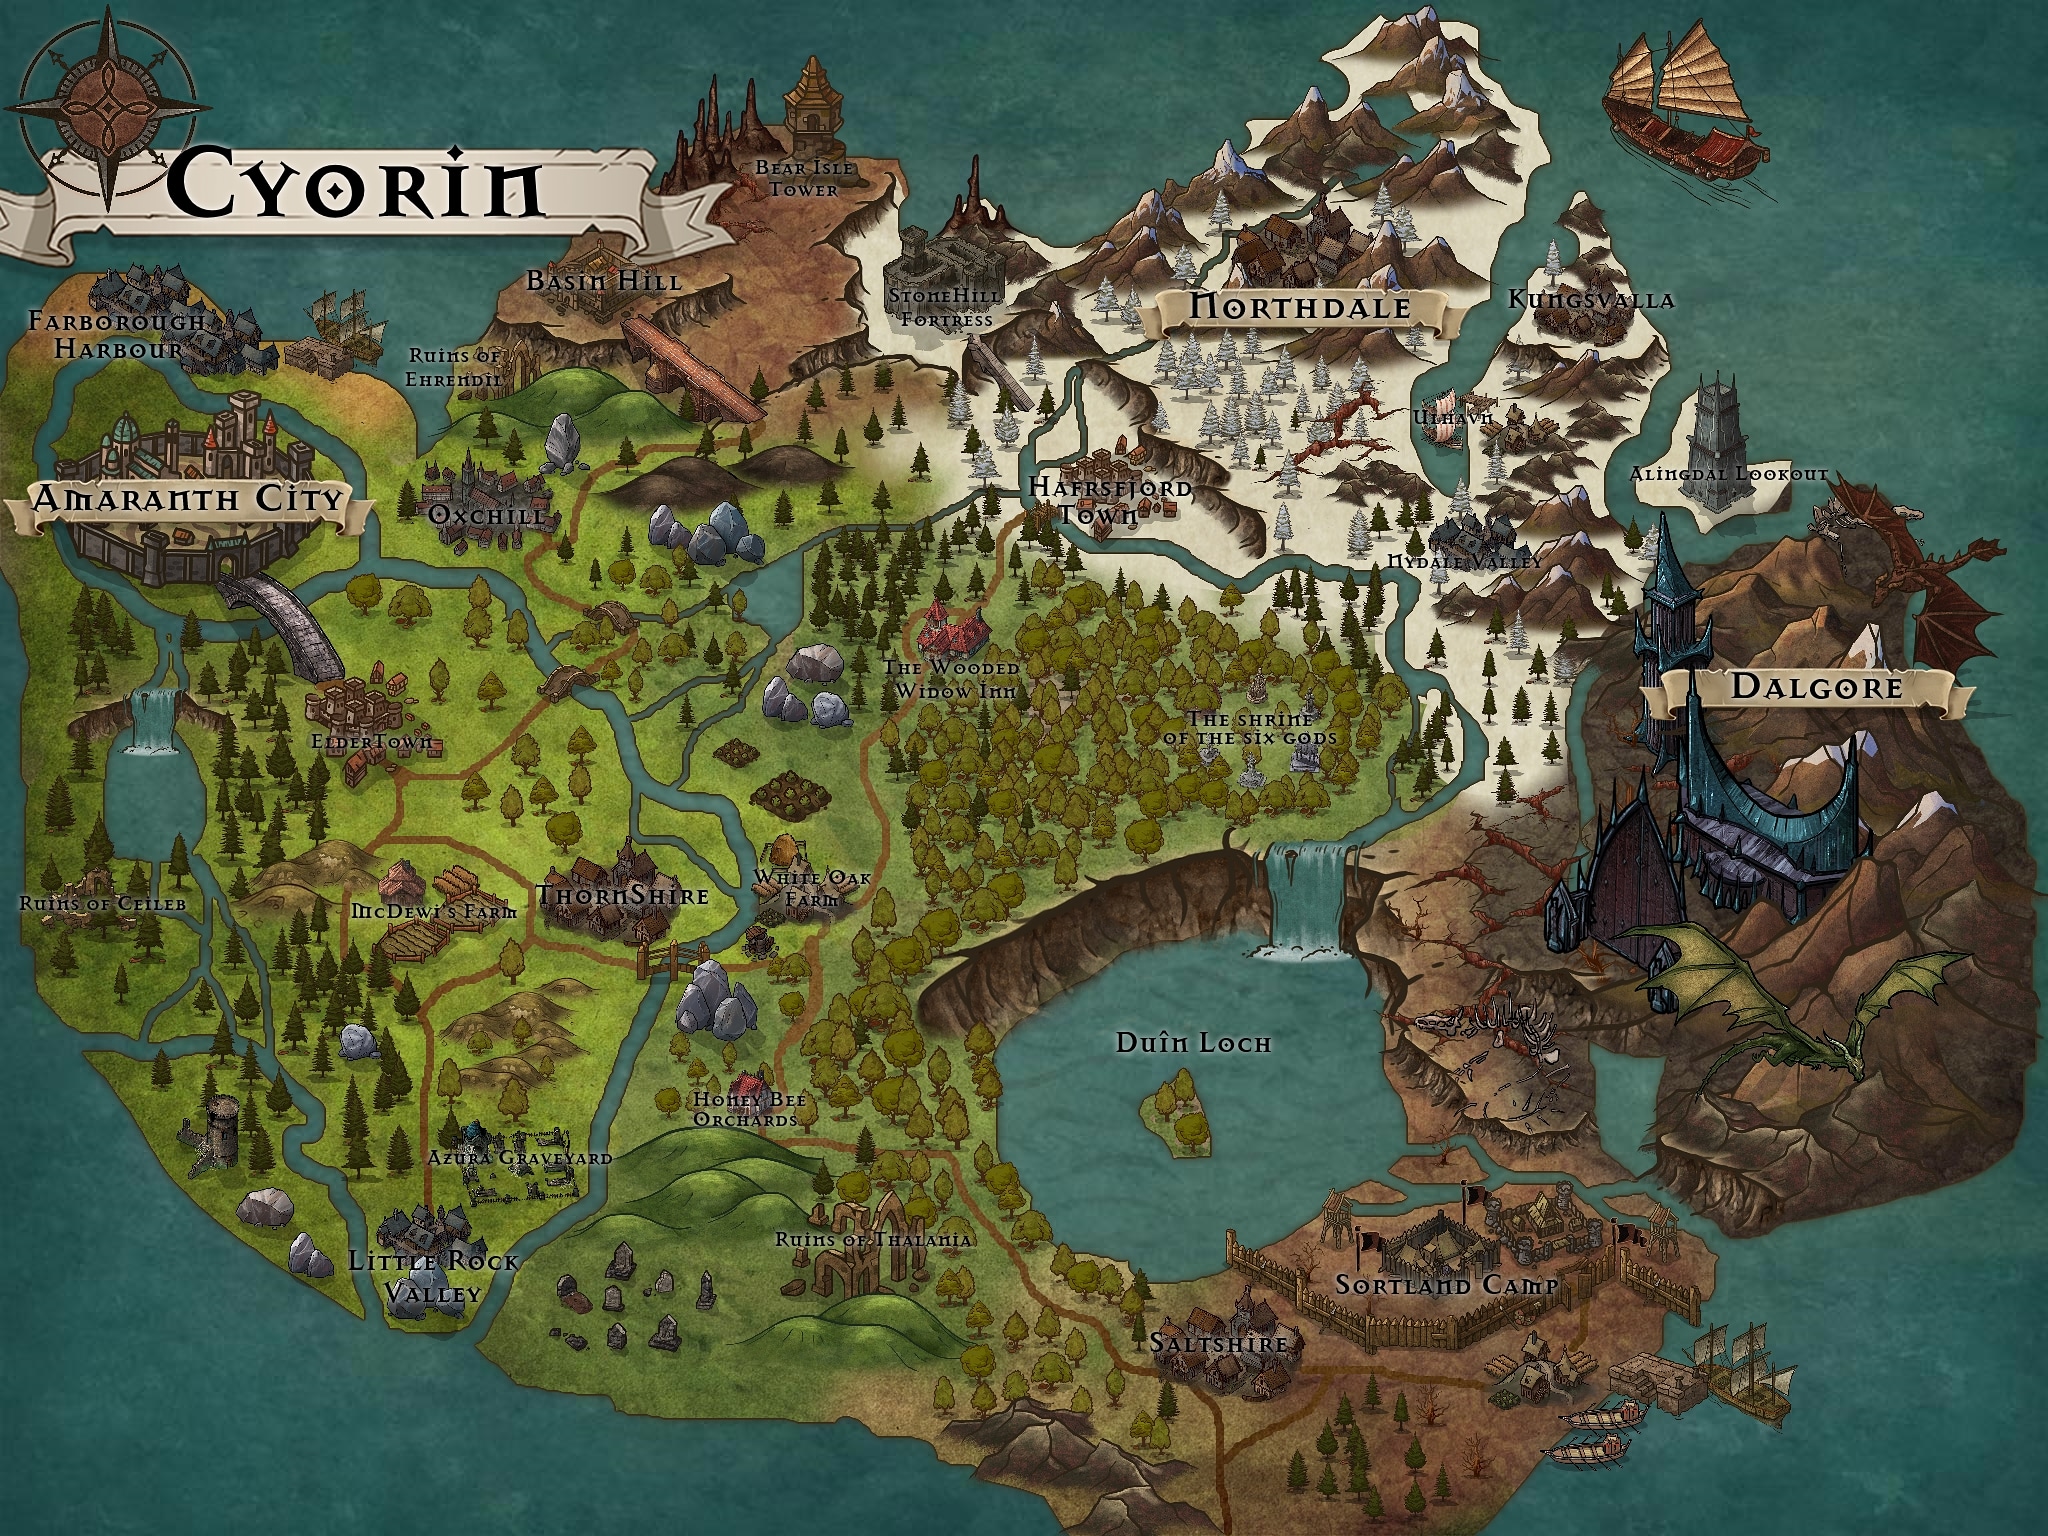 Cyorin
Bear Isle
Tower
Basin Hill
StoneHill
Fortress
Northdale
Kungsvalla
Farborough
Harbour
Ruins of
Ehrendil
Ulhavn
Alingdal Lookout
Amaranth City
Oxchill
Hafrsfjord
Town
Nydale Valley
The Wooded
Widow Inn
Dalgore
The shrine
of the six gods
ElderTown
Ruins of Ceileb
McDewi's Farm
ThornShire
White Oak
Farm
Duîn Loch
Honey Bee
Orchards
Azura Graveyard
Ruins of Thalania
Little Rock
Valley
Sortland Camp
Saltshire